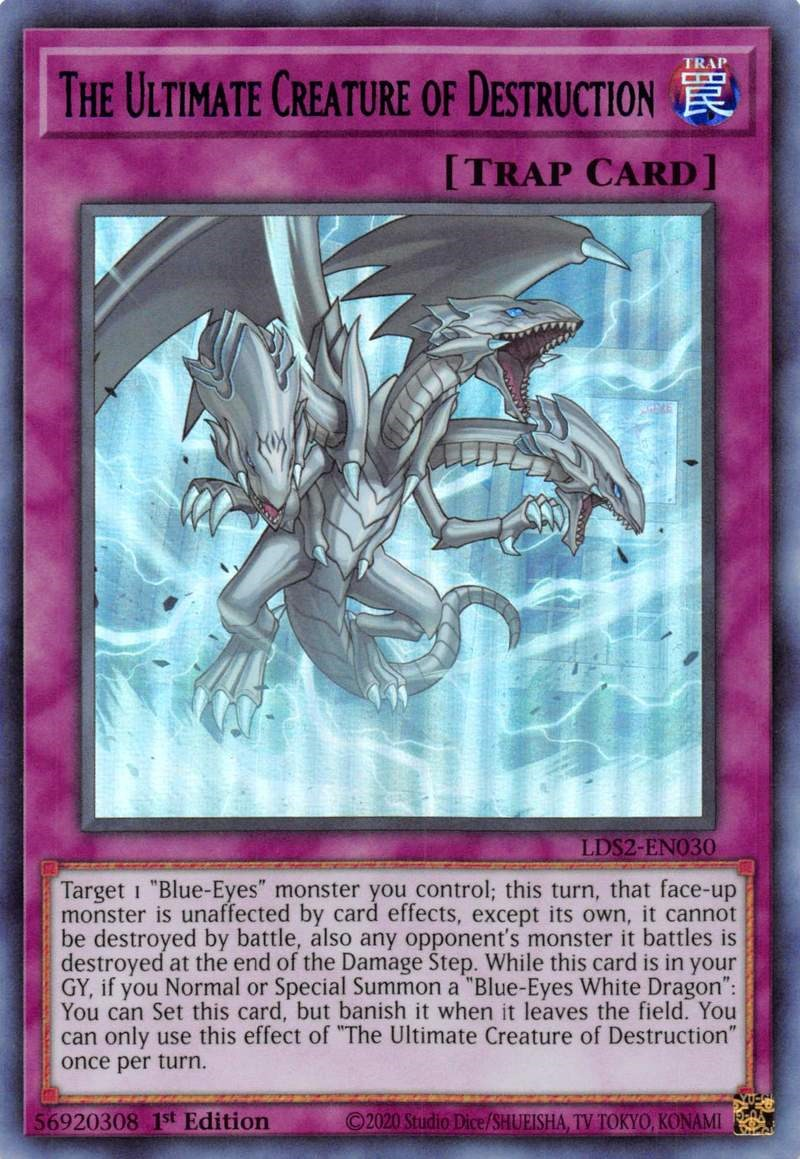 THE ULTIMATE CREATURE OF DESTRUCTION
TRAP
罠
[TRAP CARD]
LDS2-EN030
Target 1 "Blue-Eyes" monster you control; this turn, that face-up
monster is unaffected by card effects, except its own, it cannot
be destroyed by battle, also any opponent's monster it battles is
destroyed at the end of the Damage Step. While this card is in your
GY, if you Normal or Special Summon a "Blue-Eyes White Dragon":
You can Set this card, but banish it when it leaves the field. You
can only use this effect of "The Ultimate Creature of Destruction"
once per turn.
56920308 1st Edition
©2020 Studio Dice/SHUEISHA, TV TOKYO, KONAMI